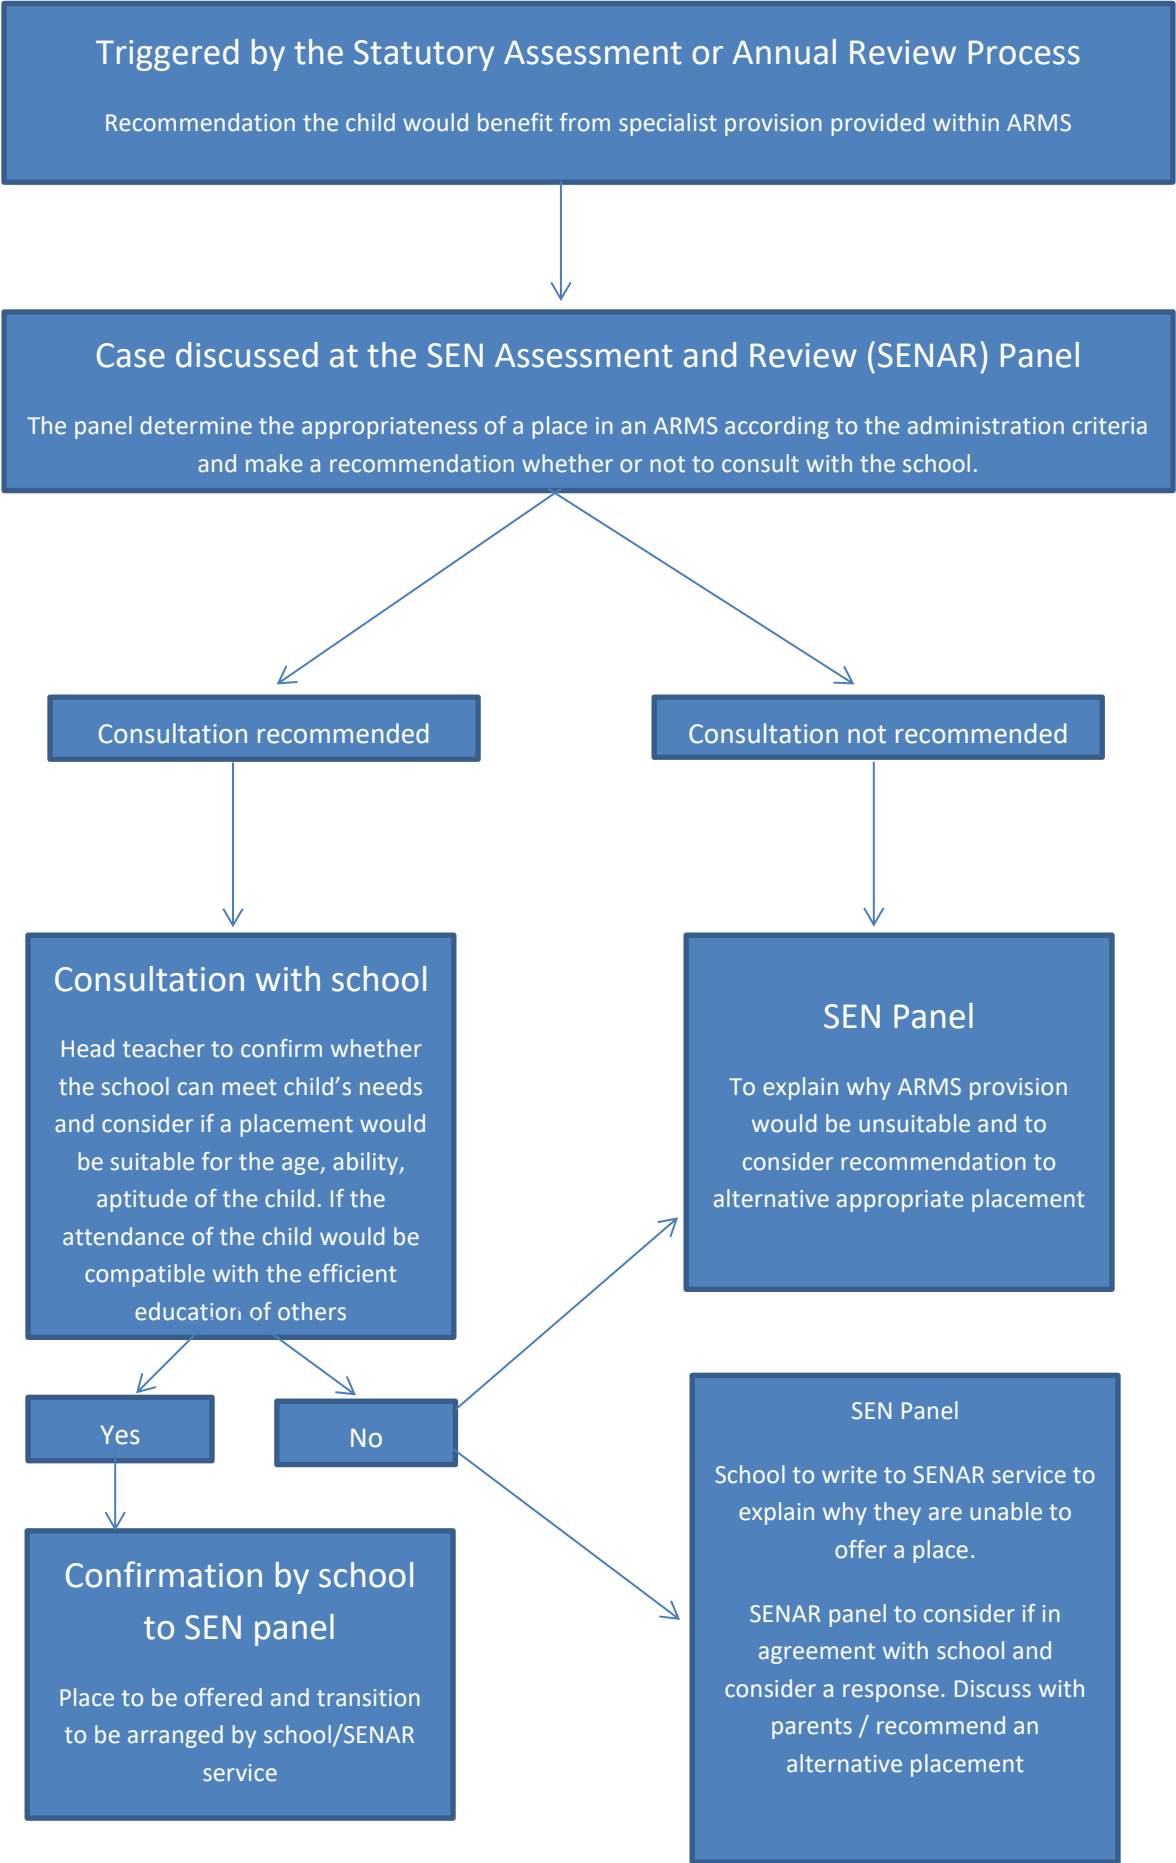 Triggered by the Statutory Assessment or Annual Review Process
Recommendation the child would benefit from specialist provision provided within ARMS
Case discussed at the SEN Assessment and Review (SENAR) Panel
The panel determine the appropriateness of a place in an ARMS according to the administration criteria
and make a recommendation whether or not to consult with the school.
Consultation recommended
Consultation not recommended
Consultation with school
Head teacher to confirm whether
the school can meet child’s needs
and consider if a placement would
be suitable for the age, ability,
aptitude of the child. If the
attendance of the child would be
compatible with the efficient
education of others
SEN Panel
To explain why ARMS provision
would be unsuitable and to
consider recommendation to
alternative appropriate placement
Yes
No
Confirmation by school
to SEN panel
Place to be offered and transition
to be arranged by school/SENAR
service
SEN Panel
School to write to SENAR service to
explain why they are unable to
offer a place.
SENAR panel to consider if in
agreement with school and
consider a response. Discuss with
parents / recommend an
alternative placement